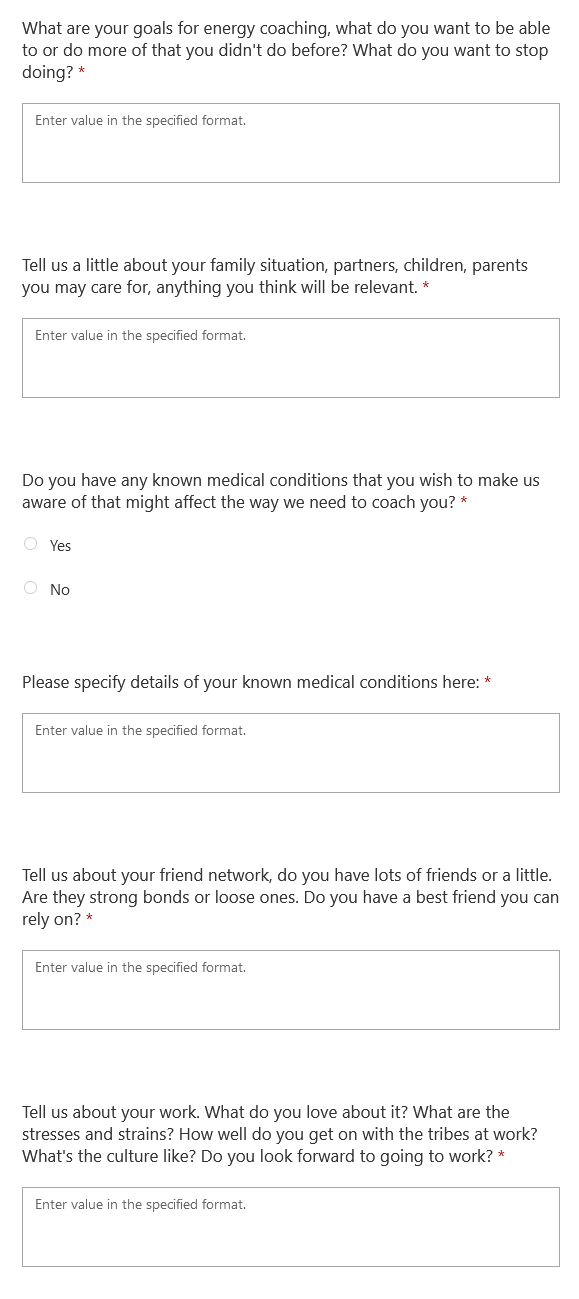 What are your goals for energy coaching, what do you want to be able
to or do more of that you didn't do before? What do you want to stop
doing? *
Enter value in the specified format.
Tell us a little about your family situation, partners, children, parents
you may care for, anything you think will be relevant. *
Enter value in the specified format.
Do you have any known medical conditions that you wish to make us
aware of that might affect the way we need to coach you? *
Yes
No
Please specify details of your known medical conditions here: *
Enter value in the specified format.
Tell us about your friend network, do you have lots of friends or a little.
Are they strong bonds or loose ones. Do you have a best friend you can
rely on? *
Enter value in the specified format.
Tell us about your work. What do you love about it? What are the
stresses and strains? How well do you get on with the tribes at work?
What's the culture like? Do you look forward to going to work? *
Enter value in the specified format.